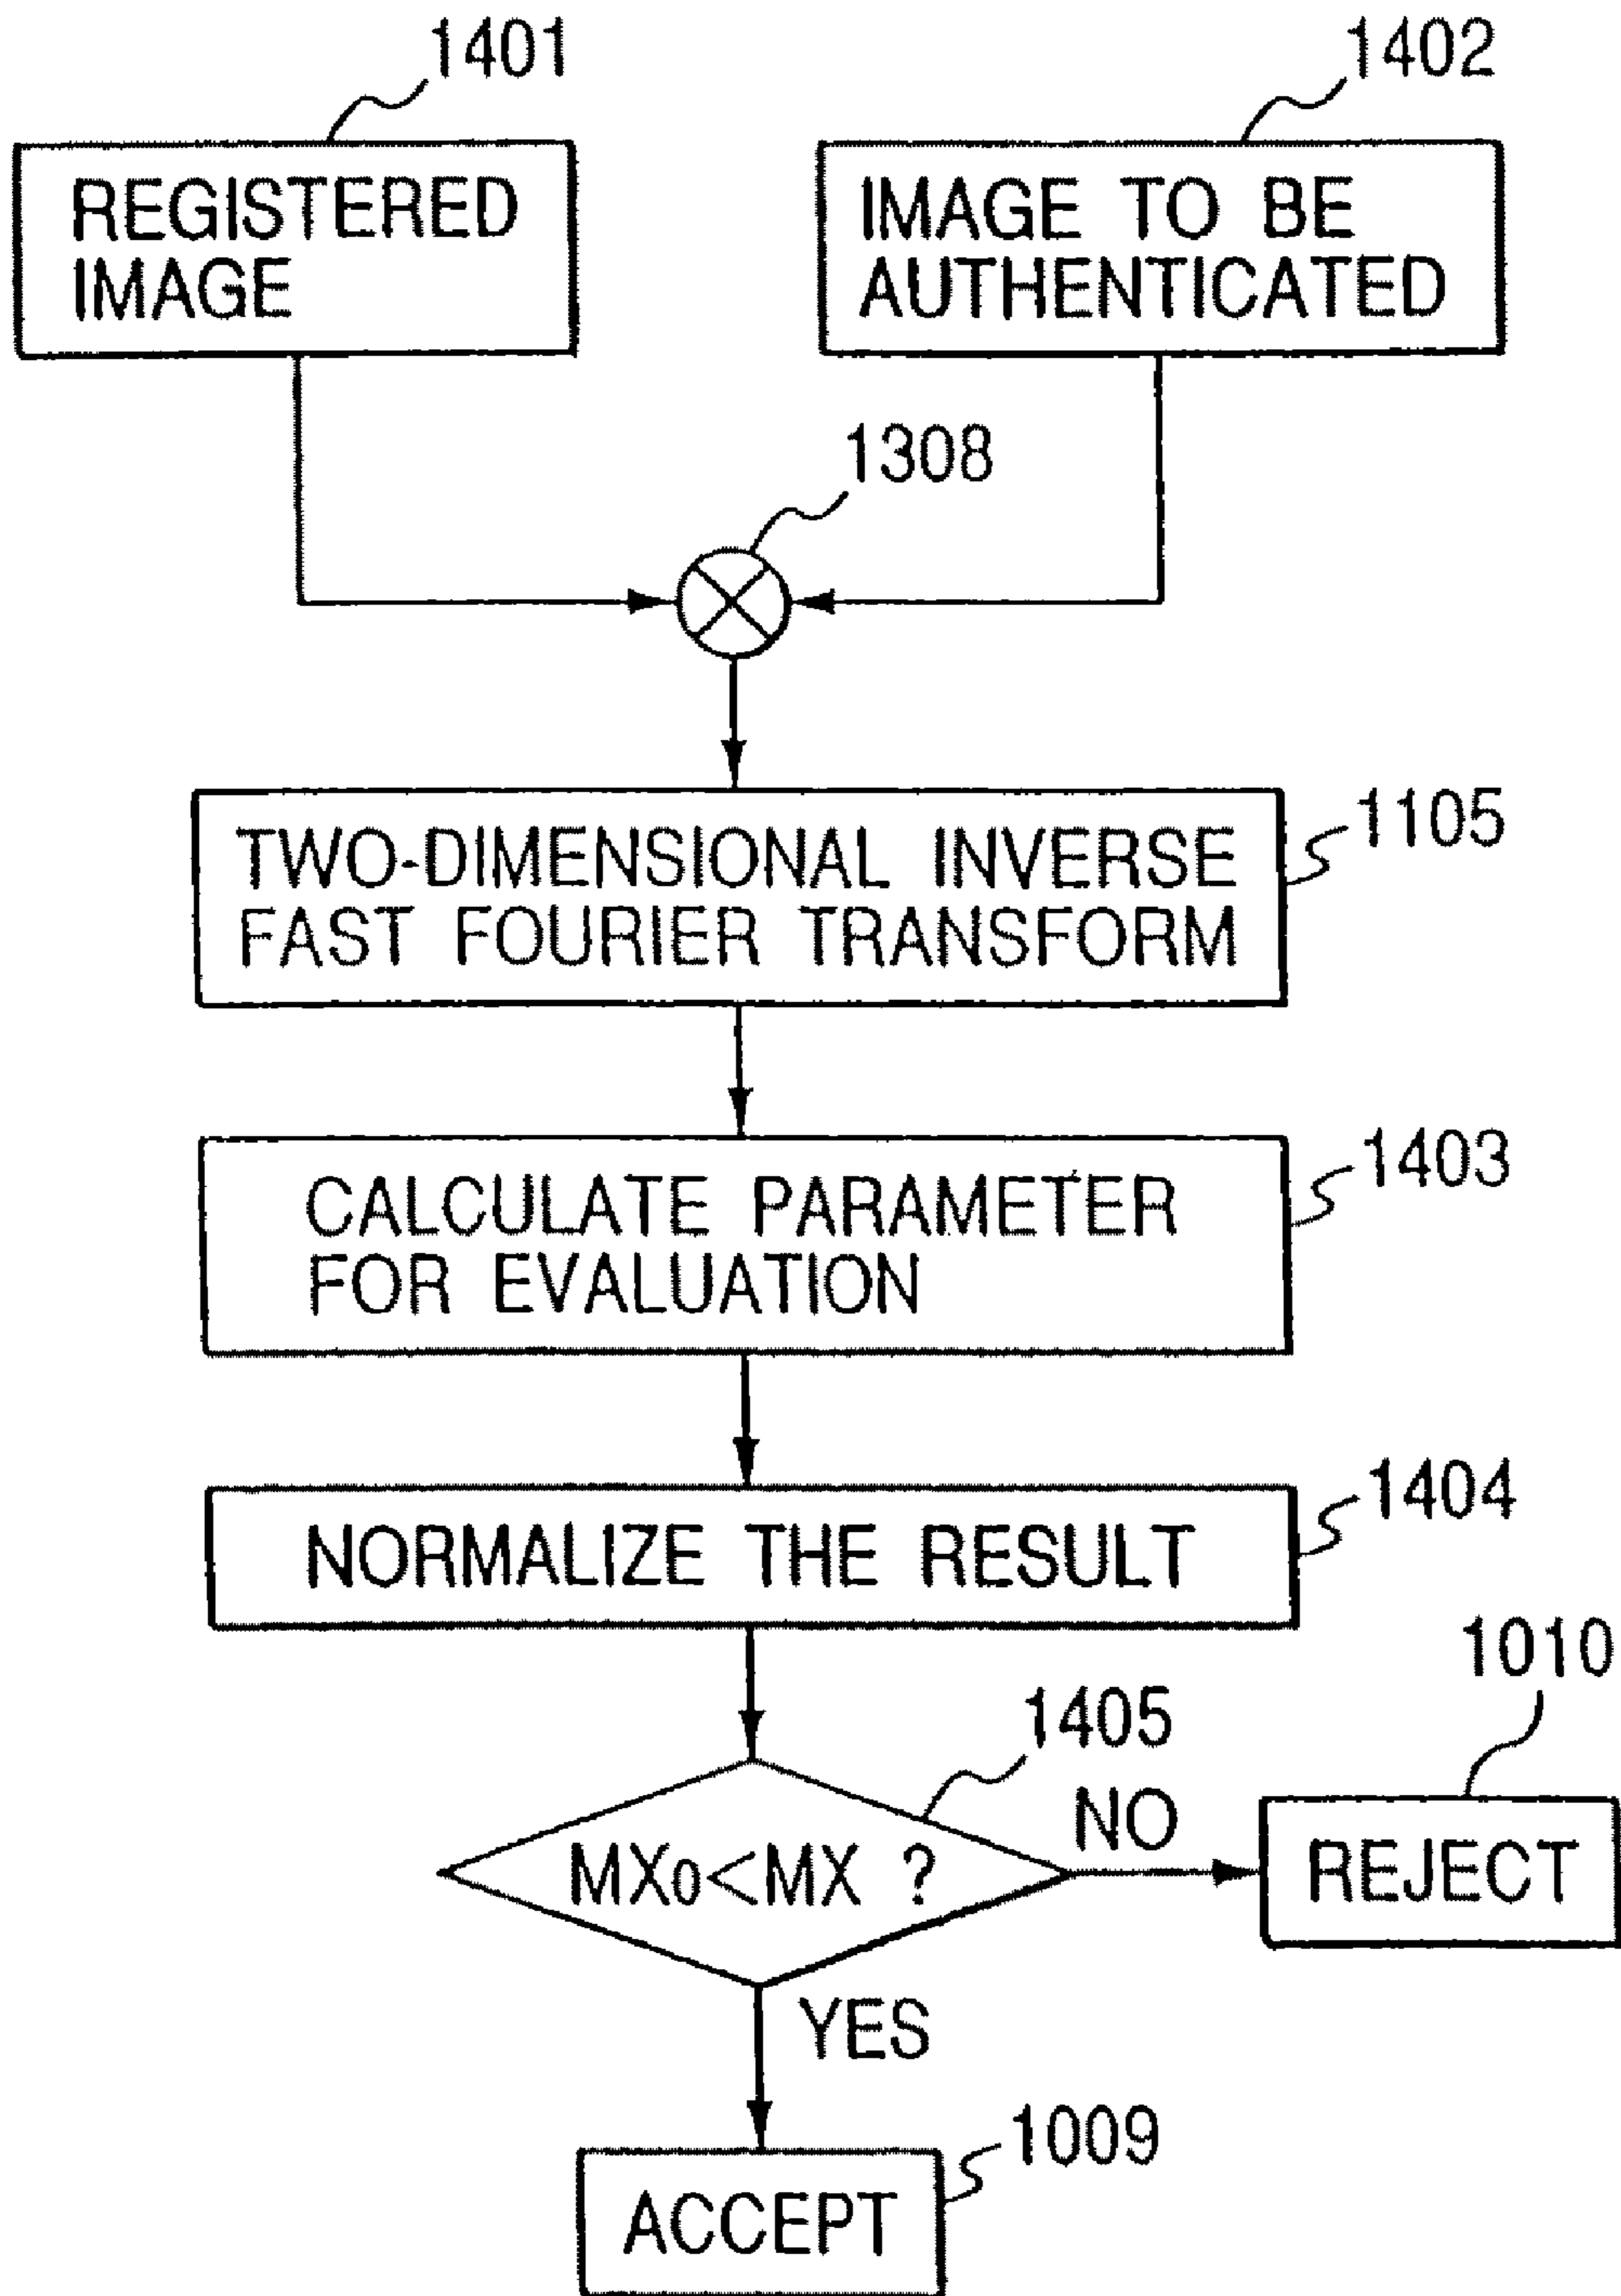 1401
1402
REGISTERED
IMAGE
IMAGE TO BE
AUTHENTICATED
1308
1105
TWO-DIMENSIONAL INVERSE
FAST FOURIER TRANSFORM
1403
CALCULATE PARAMETER
FOR EVALUATION
1404
NORMALIZE THE RESULT
1010
1405
NO
MX0<MX ?
REJECT
YES
1009
ACCEPT